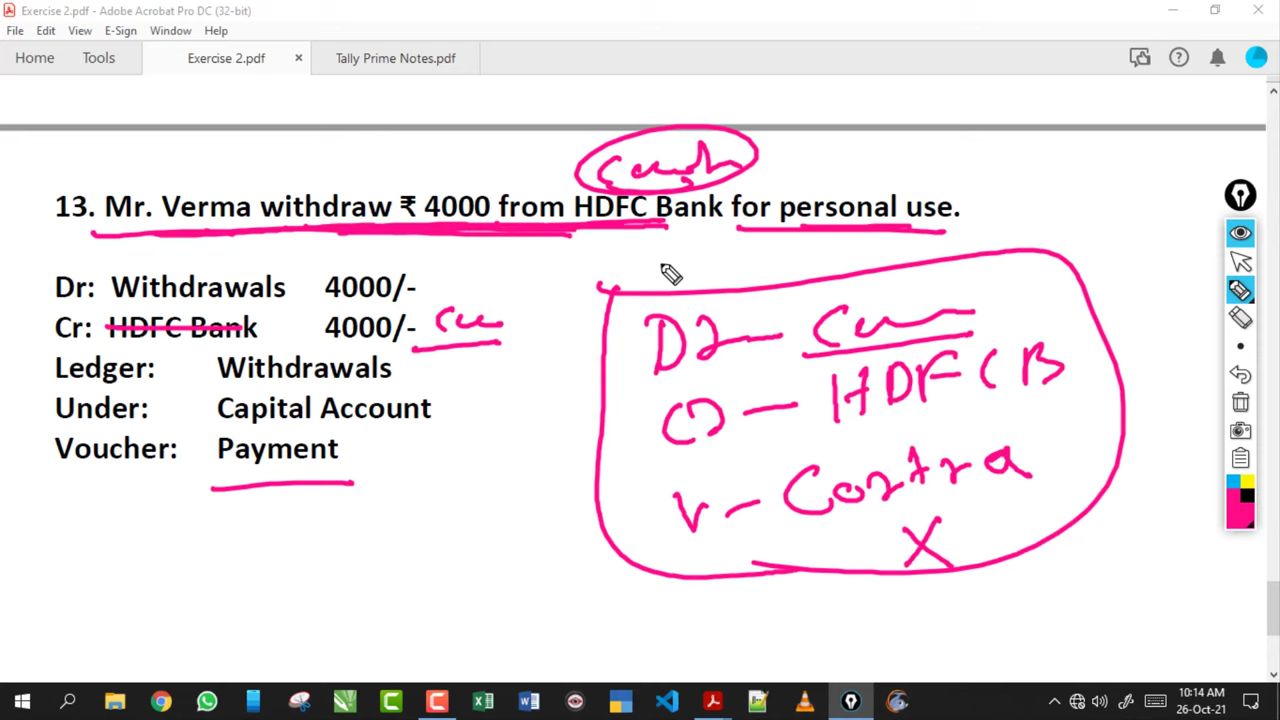 Exercise 2.pdf - Adobe Acrobat Pro DC (32-bit)
File Edit View E-Sign Window Help
Home Tools Exercise 2.pdf × Tally Prime Notes.pdf
Cash
13. Mr. Verma withdraw ₹ 4000 from HDFC Bank for personal use.
Dr: Withdrawals 4000/-
Cr: HDFC Bank 4000/-
Ledger: Withdrawals
Under: Capital Account
Voucher: Payment
Dr —
HDFC B
Cr —
V - Contra
X
10:14 AM
26-Oct-21